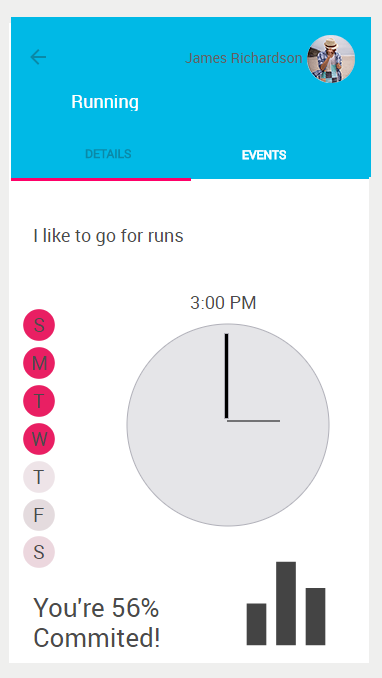 James Richardson
Running
DETAILS
EVENTS
I like to go for runs
3:00 PM
S
M
T
W
T
F
S
You're 56%
Commited!